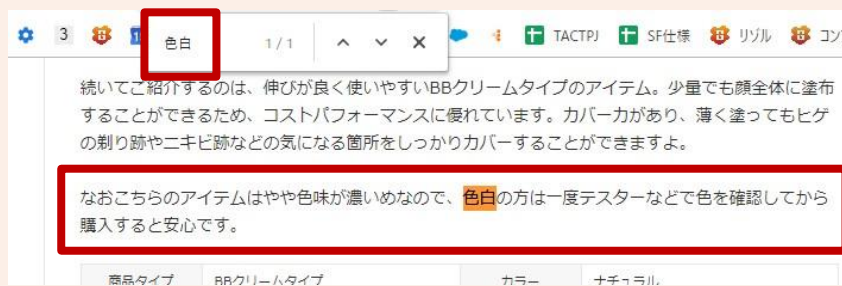 3
色白 1/1
TACTPJ SF仕様 リゾル コン
続いてご紹介するのは、伸びが良く使いやすいBBクリームタイプのアイテム。少量でも顔全体に塗布
することができるため、コストパフォーマンスに優れています。カバー力があり、薄く塗ってもヒゲ
の剃り跡やニキビ跡などの気になる箇所をしっかりカバーすることができますよ。
なおこちらのアイテムはやや色味が濃いめなので、色白の方は一度テスターなどで色を確認してから
購入すると安心です。
商品タイプ BBクリームタイプ カラー ナチュラル